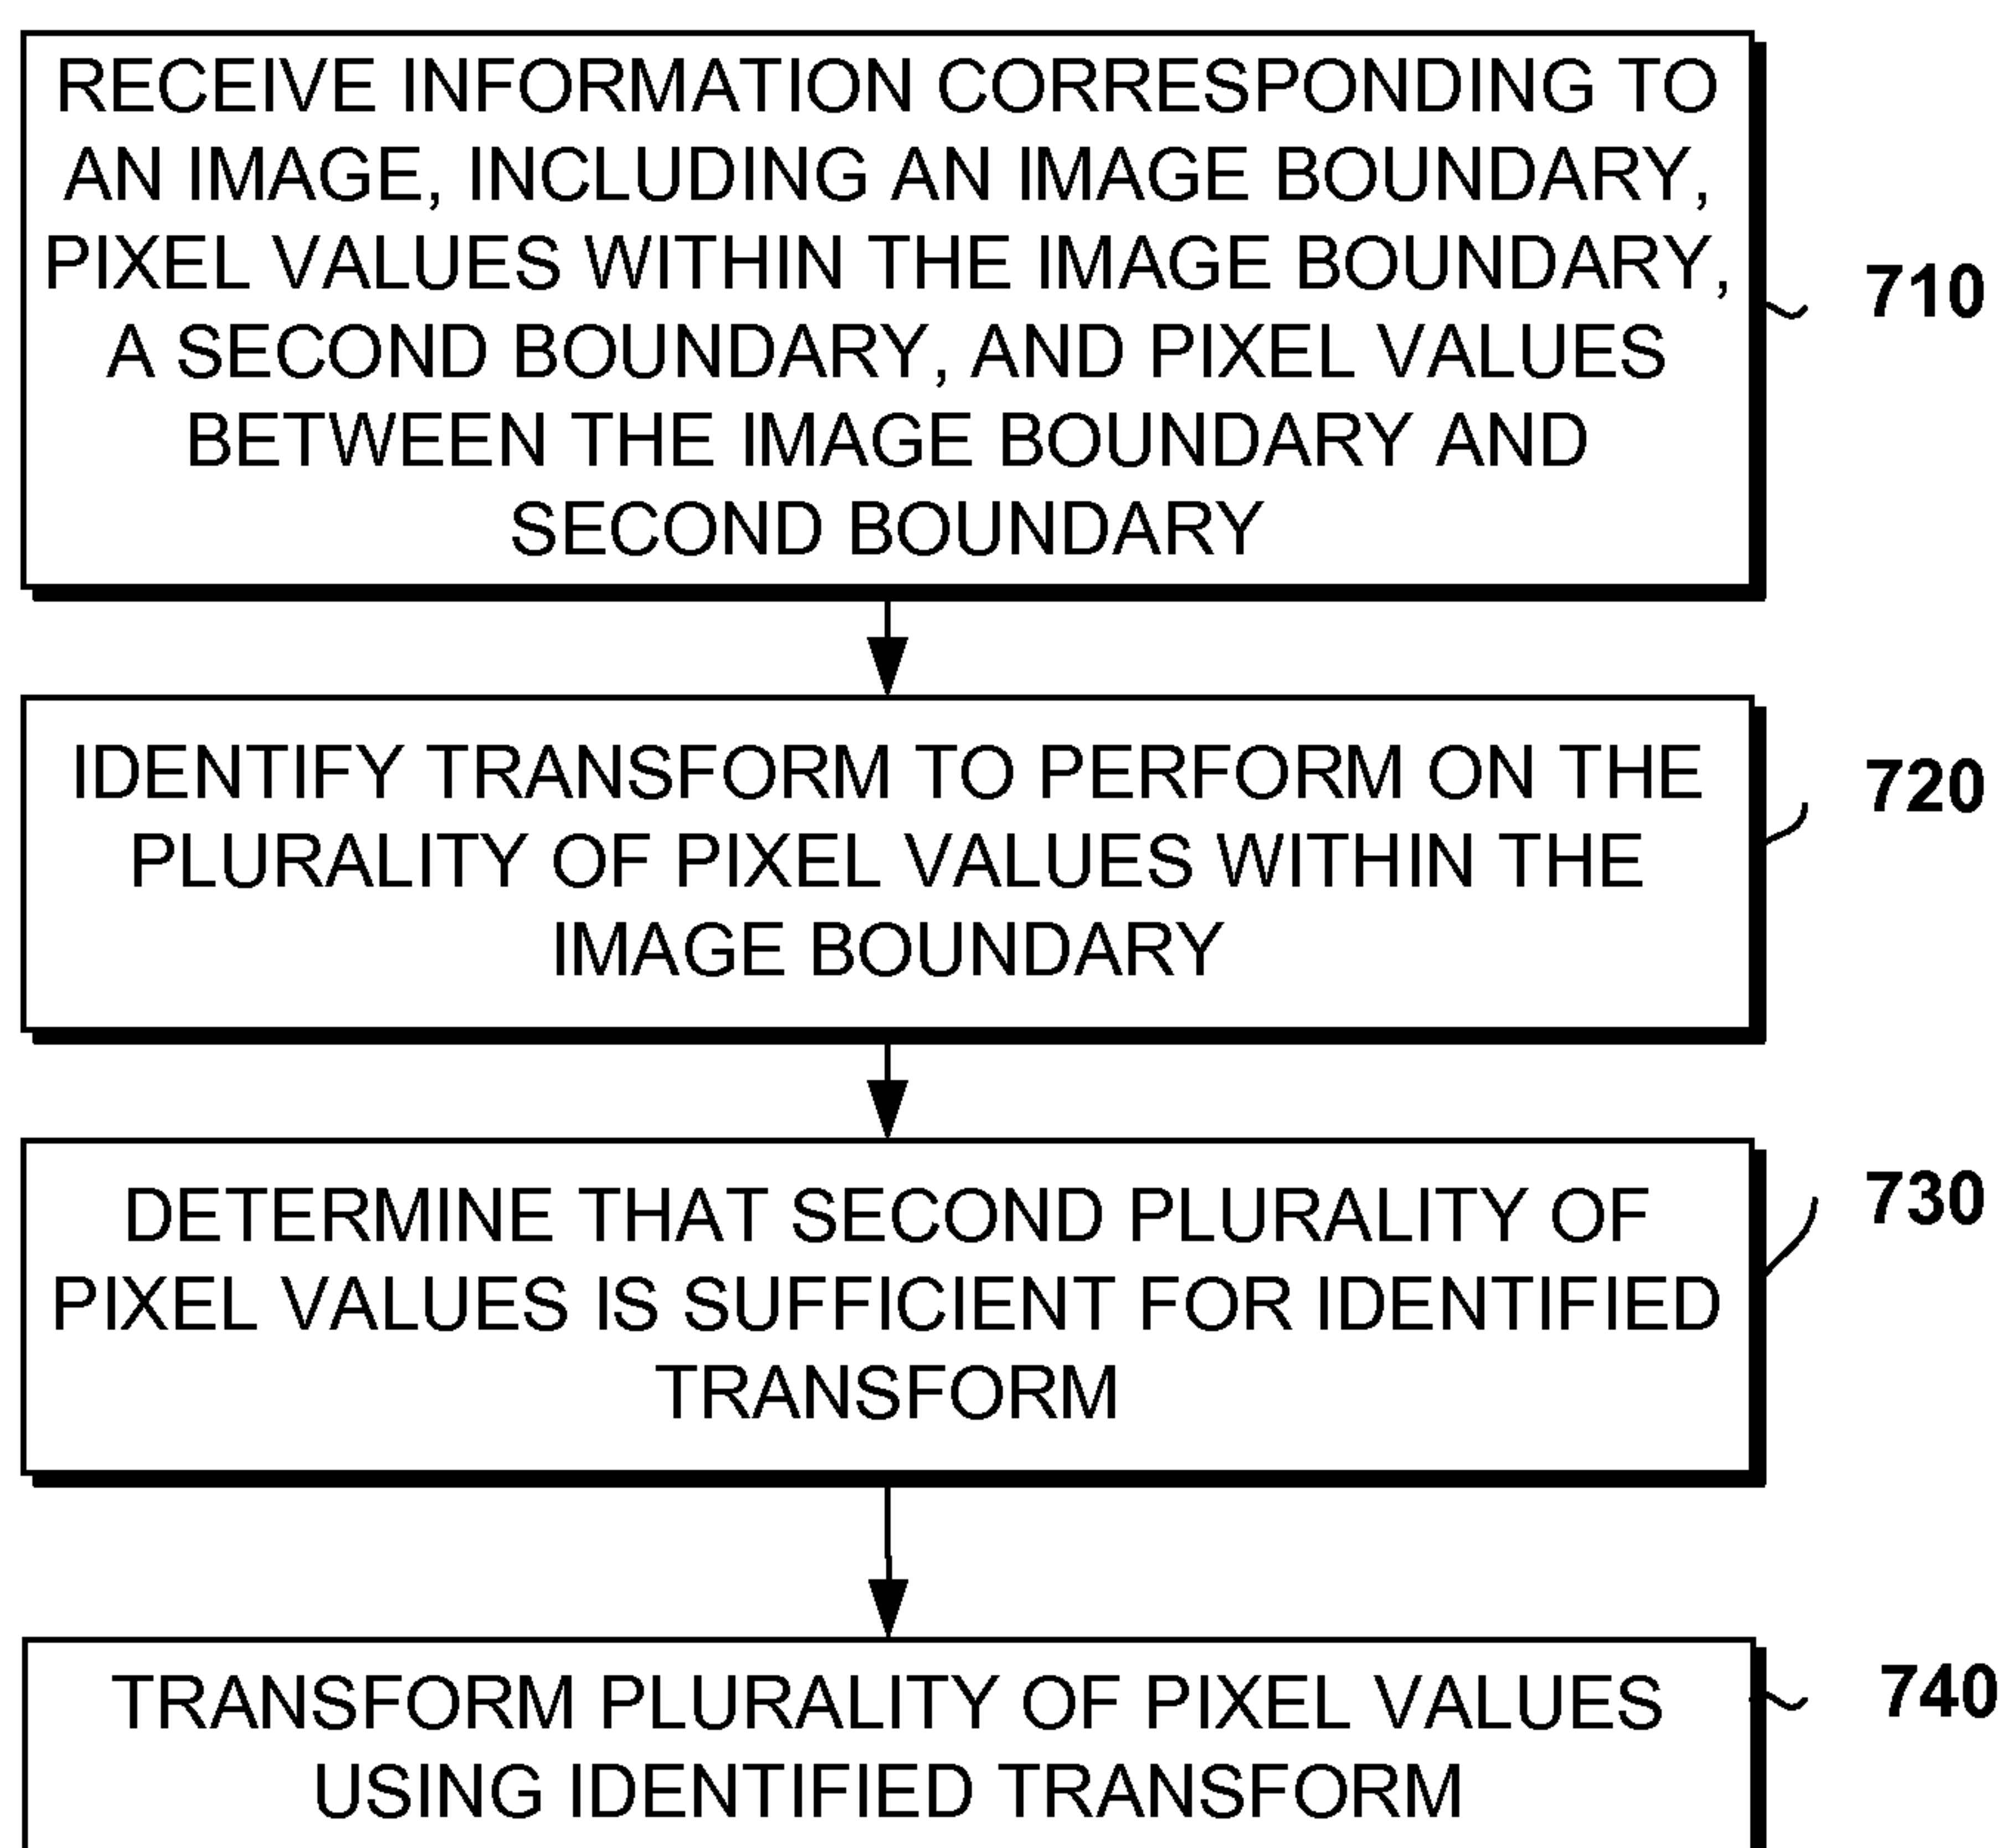 RECEIVE INFORMATION CORRESPONDING TO
AN IMAGE, INCLUDING AN IMAGE BOUNDARY,
PIXEL VALUES WITHIN THE IMAGE BOUNDARY,
A SECOND BOUNDARY, AND PIXEL VALUES
BETWEEN THE IMAGE BOUNDARY AND
SECOND BOUNDARY
710
IDENTIFY TRANSFORM TO PERFORM ON THE
PLURALITY OF PIXEL VALUES WITHIN THE
IMAGE BOUNDARY
720
DETERMINE THAT SECOND PLURALITY OF
PIXEL VALUES IS SUFFICIENT FOR IDENTIFIED
TRANSFORM
730
TRANSFORM PLURALITY OF PIXEL VALUES
USING IDENTIFIED TRANSFORM
740